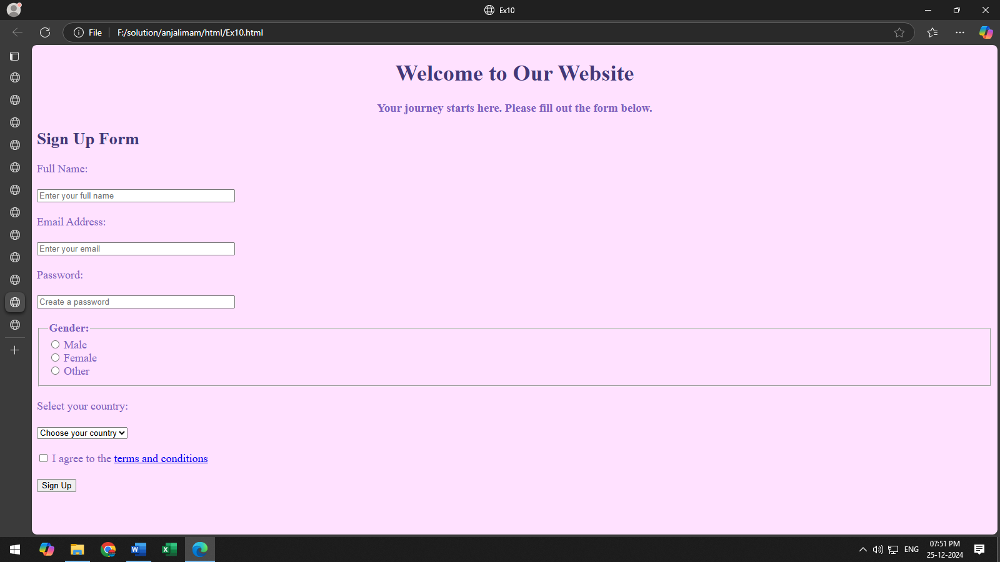 Ex10
File
F:/solution/anjalimam/html/Ex10.html
Welcome to Our Website
Your journey starts here. Please fill out the form below.
Sign Up Form
Full Name:
Enter your full name
Email Address:
Enter your email
Password:
Create a password
Gender:
Male
Female
Other
Select your country:
Choose your country
I agree to the terms and conditions
Sign Up
ENG
07:51 PM
25-12-2024